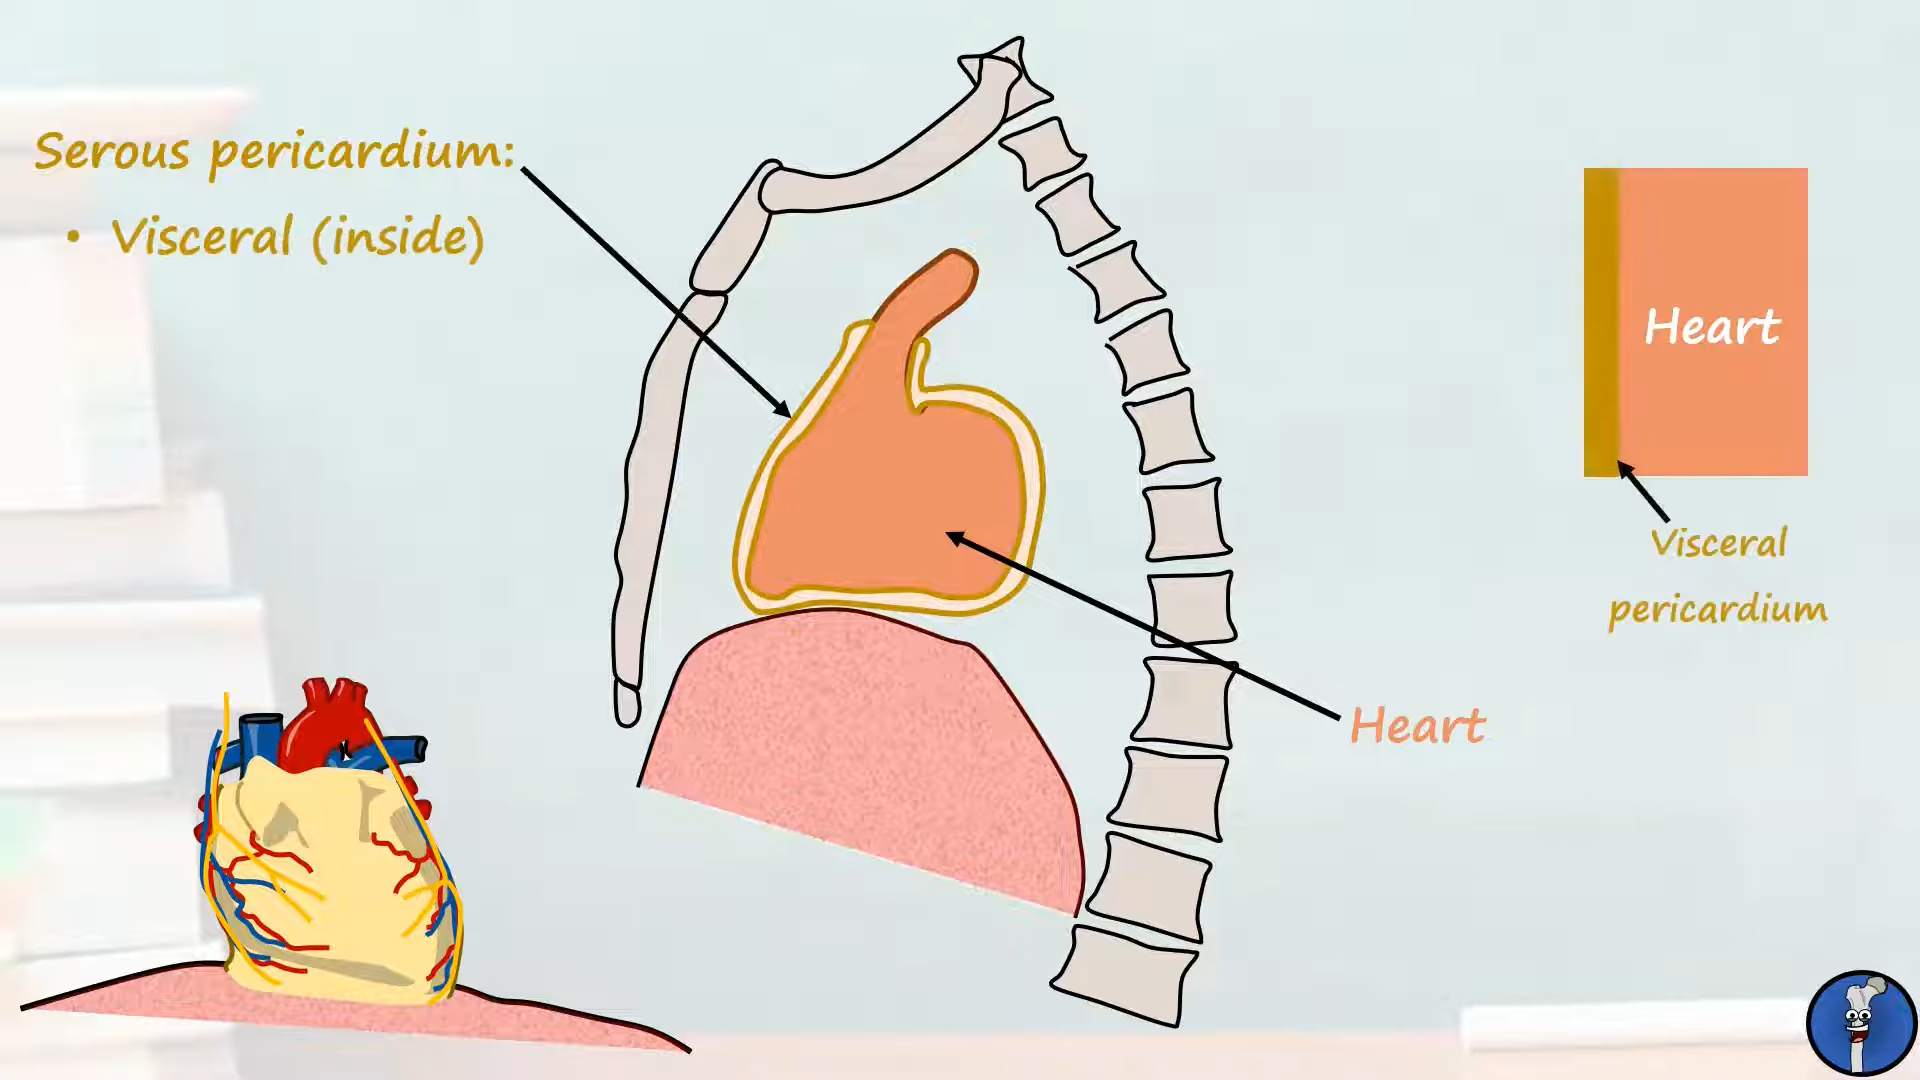 Serous pericardium:
• Visceral (inside)
Heart
Visceral
pericardium
Heart